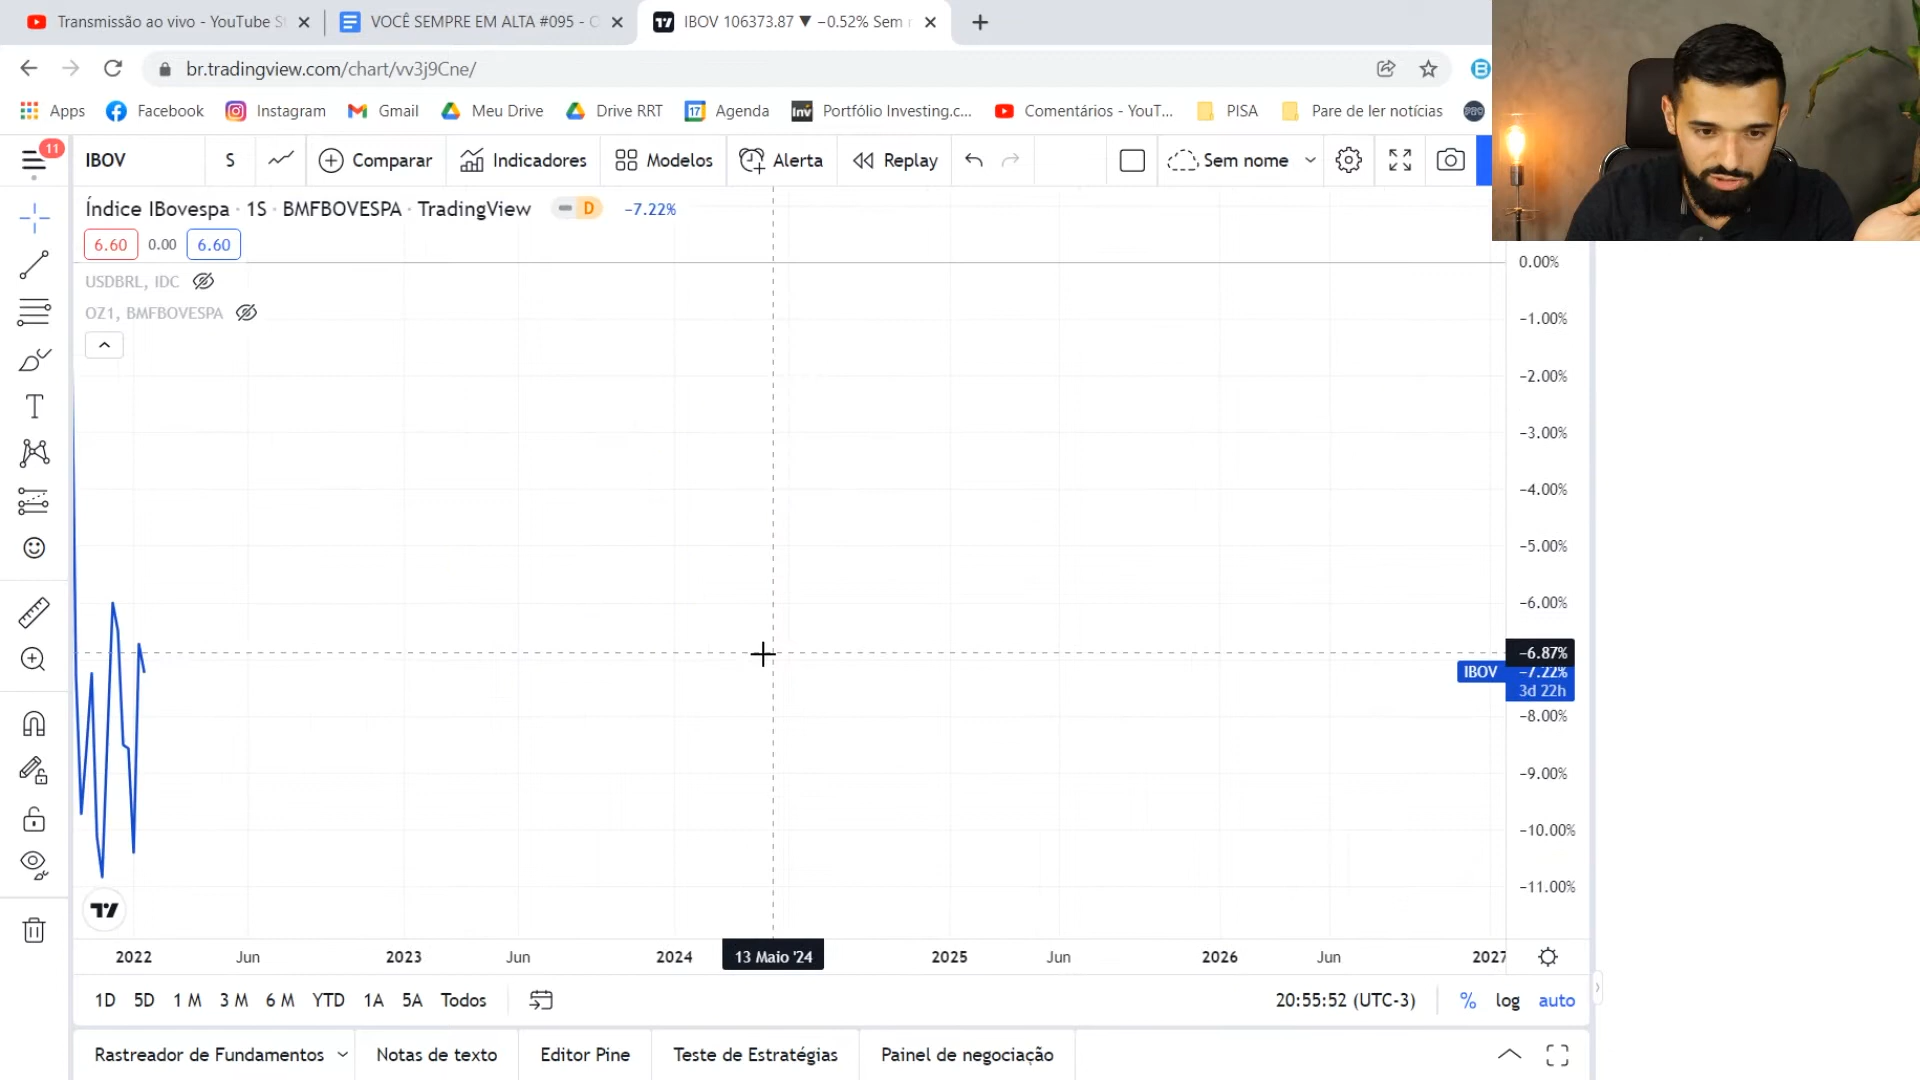 Transmissão ao vivo - YouTube S
VOCÊ SEMPRE EM ALTA #095 -
IBOV 106373.87 ▼ −0.52% Sem
br.tradingview.com/chart/vv3j9Cne/
Apps
Facebook
Instagram
Gmail
Meu Drive
Drive RRT
17
Agenda
Inv
Portfólio Investing.c...
Comentários - YouT...
PISA
Pare de ler notícias
11
IBOV
S
Comparar
Indicadores
Modelos
Alerta
Replay
Sem nome
Índice IBovespa · 1S · BMFBOVESPA · TradingView
D
−7.22%
6.60
0.00
6.60
USDBRL, IDC
OZ1, BMFBOVESPA
0.00%
−1.00%
−2.00%
−3.00%
−4.00%
−5.00%
−6.00%
−6.87%
IBOV
−7.22%
3d 22h
−8.00%
−9.00%
−10.00%
−11.00%
2022
Jun
2023
Jun
2024
13 Maio '24
2025
Jun
2026
Jun
2027
1D
5D
1 M
3 M
6 M
YTD
1A
5A
Todos
20:55:52 (UTC-3)
%
log
auto
Rastreador de Fundamentos
Notas de texto
Editor Pine
Teste de Estratégias
Painel de negociação